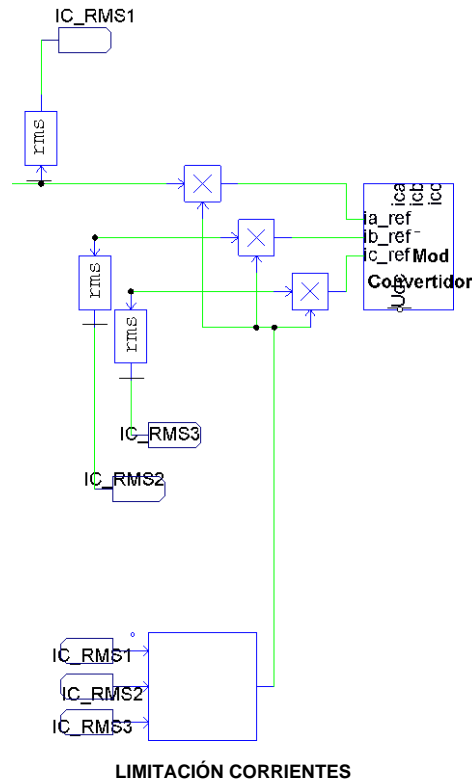 IC_RMS1
rms
ica
icb
icc
ia_ref
ib_ref
ic_ref
Mod
Convertidor
Udc
rms
rms
IC_RMS3
IC_RMS2
IC_RMS1
IC_RMS2
IC_RMS3
LIMITACIÓN CORRIENTES